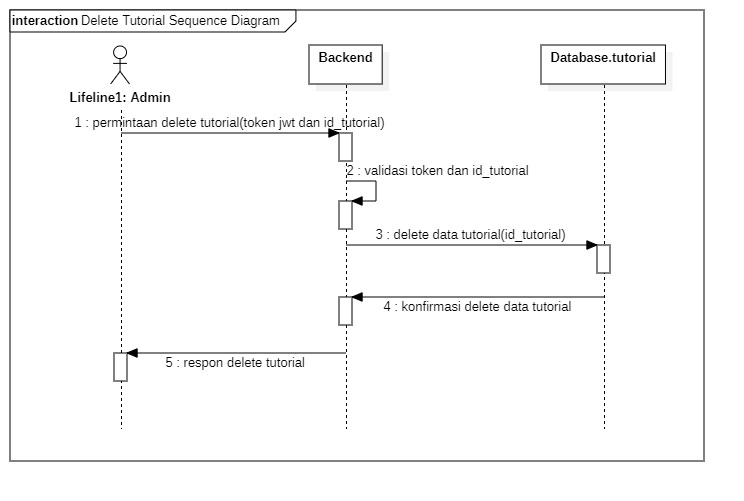 interaction Delete Tutorial Sequence Diagram
Backend
Database.tutorial
Lifeline1: Admin
1 : permintaan delete tutorial(token jwt dan id_tutorial)
2 : validasi token dan id_tutorial
3 : delete data tutorial(id_tutorial)
4 : konfirmasi delete data tutorial
5 : respon delete tutorial